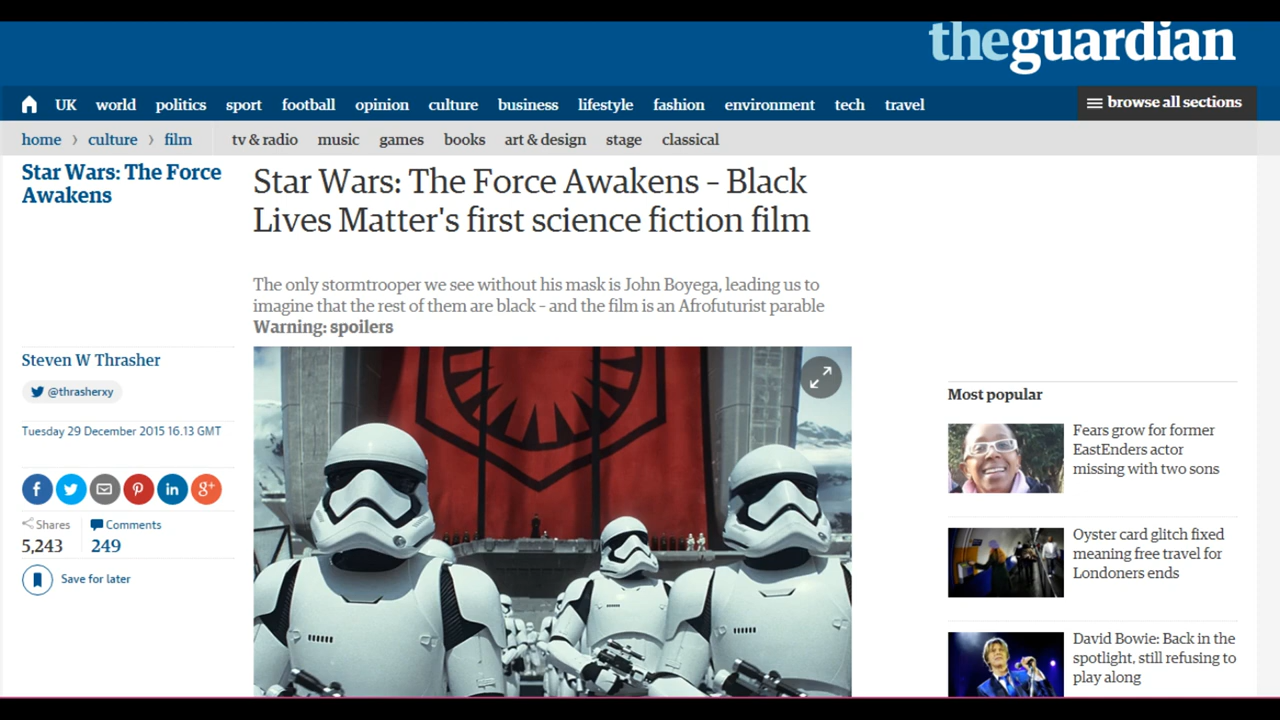 theguardian
UK world politics sport football opinion culture business lifestyle fashion environment tech travel browse all sections
home culture film tv & radio music games books art & design stage classical
Star Wars: The Force
Awakens
Star Wars: The Force Awakens – Black
Lives Matter's first science fiction film
The only stormtrooper we see without his mask is John Boyega, leading us to
imagine that the rest of them are black – and the film is an Afrofuturist parable
Warning: spoilers
Steven W Thrasher
@thrasherxy
Tuesday 29 December 2015 16.13 GMT
Shares
5,243
Comments
249
Save for later
Most popular
Fears grow for former
EastEnders actor
missing with two sons
Oyster card glitch fixed
meaning free travel for
Londoners ends
David Bowie: Back in the
spotlight, still refusing to
play along